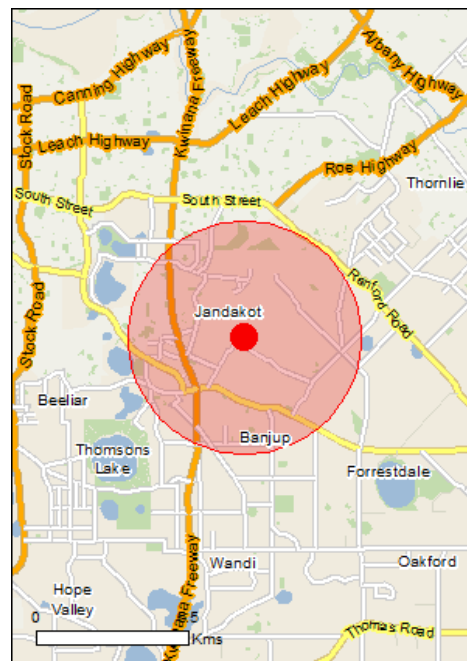 Canning Highway
Albany Highway
Kwinana Freeway
Leach Highway
Leach Highway
Stock Road
Roe Highway
Thornlie
South Street
South Street
Ranford Road
Jandakot
Stock Road
Beeliar
Banjup
Thomsons
Lake
Forrestdale
Wandi
Oakford
Kwinana Freeway
Hope
Valley
0
Kms
Thomas Road